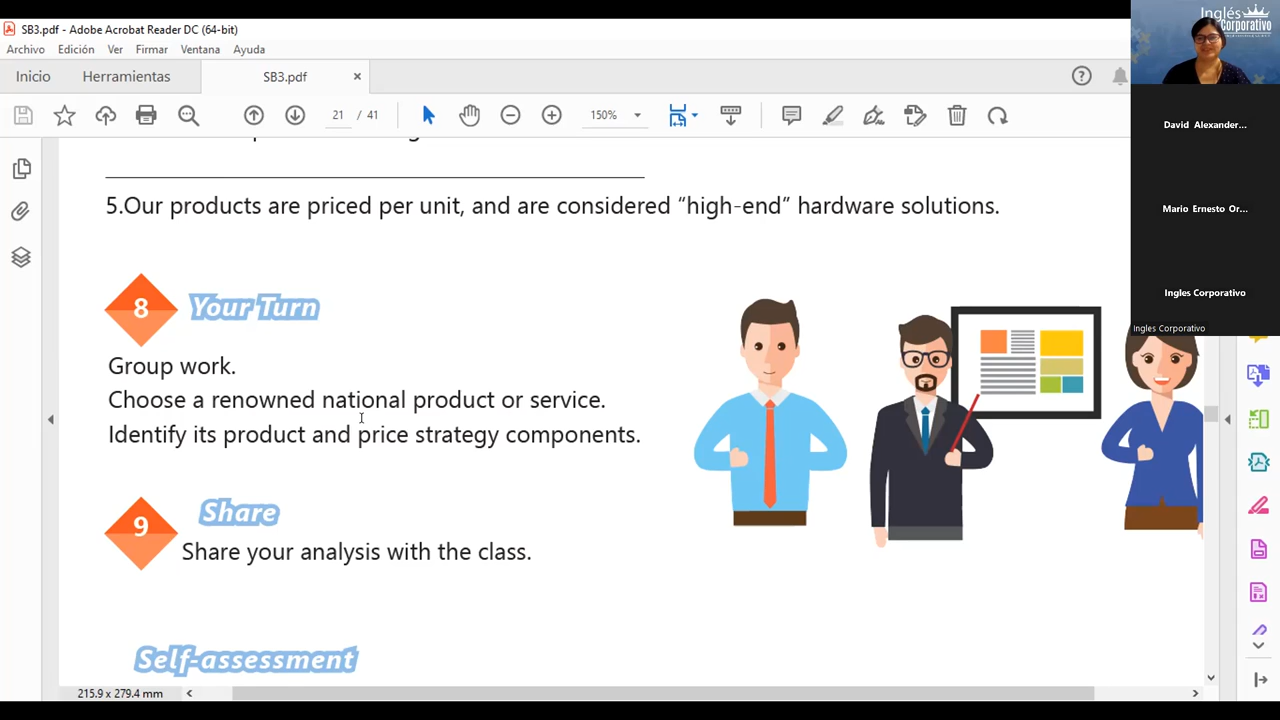 SB3.pdf - Adobe Acrobat Reader DC (64-bit)
Archivo Edición Ver Firmar Ventana Ayuda
Inicio Herramientas SB3.pdf
21 / 41
150%
5.Our products are priced per unit, and are considered “high-end” hardware solutions.
8 Your Turn
Group work.
Choose a renowned national product or service.
Identify its product and price strategy components.
9 Share
Share your analysis with the class.
Self-assessment
215.9 x 279.4 mm
Inglés
Corporativo
David Alexander...
Mario Ernesto Or...
Ingles Corporativo
Ingles Corporativo